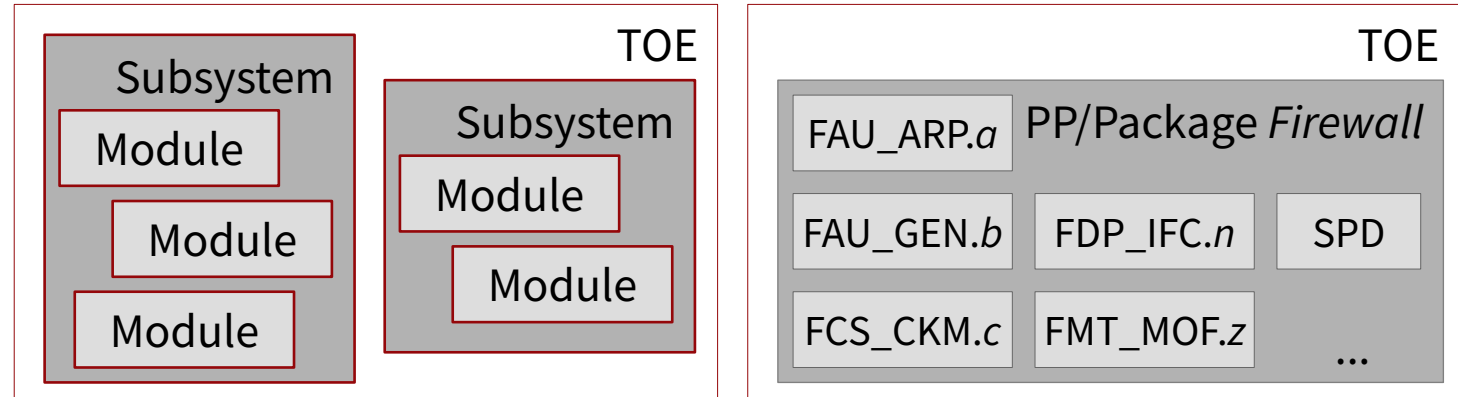 TOE
Subsystem
Module
Module
Module
Subsystem
Module
Module
TOE
PP/Package Firewall
FAU_ARP.a
FAU_GEN.b
FDP_IFC.n
SPD
FCS_CKM.c
FMT_MOF.z
...